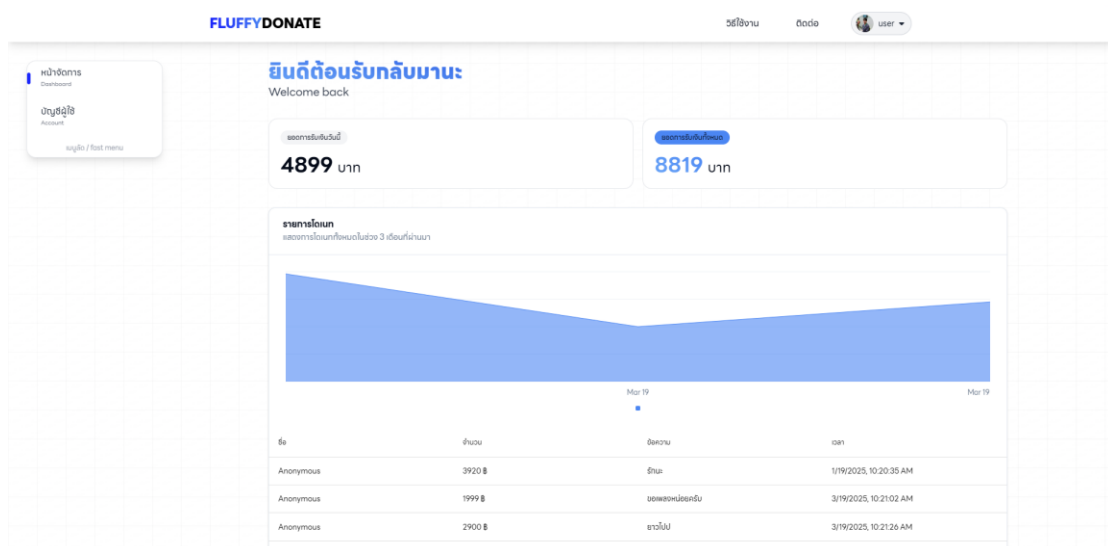 FLUFFYDONATE
วิธีใช้งาน
ติดต่อ
user
หน้าจัดการ
Dashboard
บัญชีผู้ใช้
Account
เมนูลัด / fast menu
ยินดีต้อนรับกลับมานะ
Welcome back
ยอดการรับเงินวันนี้
4899 บาท
ยอดการรับเงินทั้งหมด
8819 บาท
รายการโดเนท
แสดงการโดเนททั้งหมดในช่วง 3 เดือนที่ผ่านมา
Mar 19 Mar 19
ชื่อ จำนวน ข้อความ เวลา
Anonymous 3920 ฿ รักนะ 1/19/2025, 10:20:35 AM
Anonymous 1999 ฿ ขอเพลงหน่อยครับ 3/19/2025, 10:21:02 AM
Anonymous 2900 ฿ ยาวไปป 3/19/2025, 10:21:26 AM